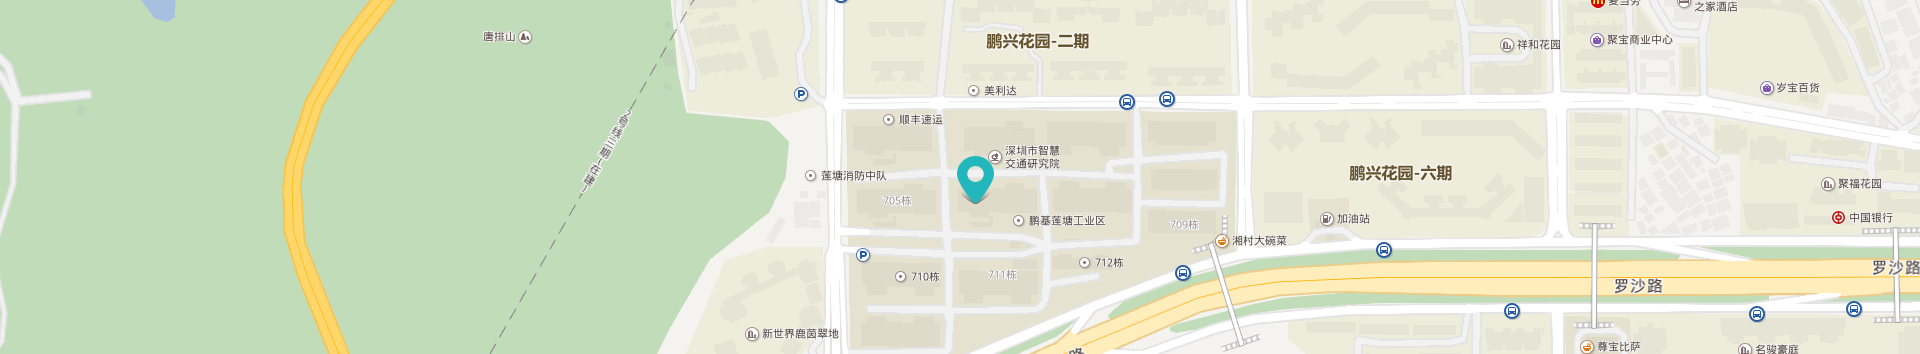 麦当劳
之家酒店
唐排山
鹏兴花园-二期
祥和花园
聚宝商业中心
美利达
P
岁宝百货
顺丰速运
深圳市智慧
交通研究院
莲塘消防中队
鹏兴花园-六期
聚福花园
705栋
鹏基莲塘工业区
709栋
加油站
中国银行
湘村大碗菜
P
710栋
711栋
712栋
罗沙路
罗沙路
新世界鹿茵翠地
路
尊宝比萨
名骏豪庭